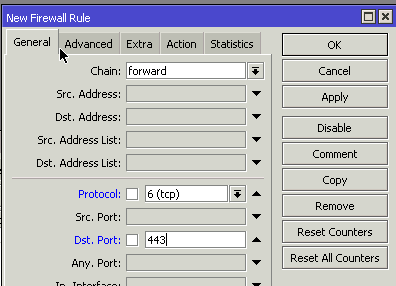 New Firewall Rule
General Advanced Extra Action Statistics
OK
Chain: forward
Cancel
Src. Address:
Apply
Dst. Address:
Src. Address List:
Disable
Dst. Address List:
Comment
Copy
Protocol: 6 (tcp)
Remove
Src. Port:
Reset Counters
Dst. Port: 443
Reset All Counters
Any. Port:
In. Interface: